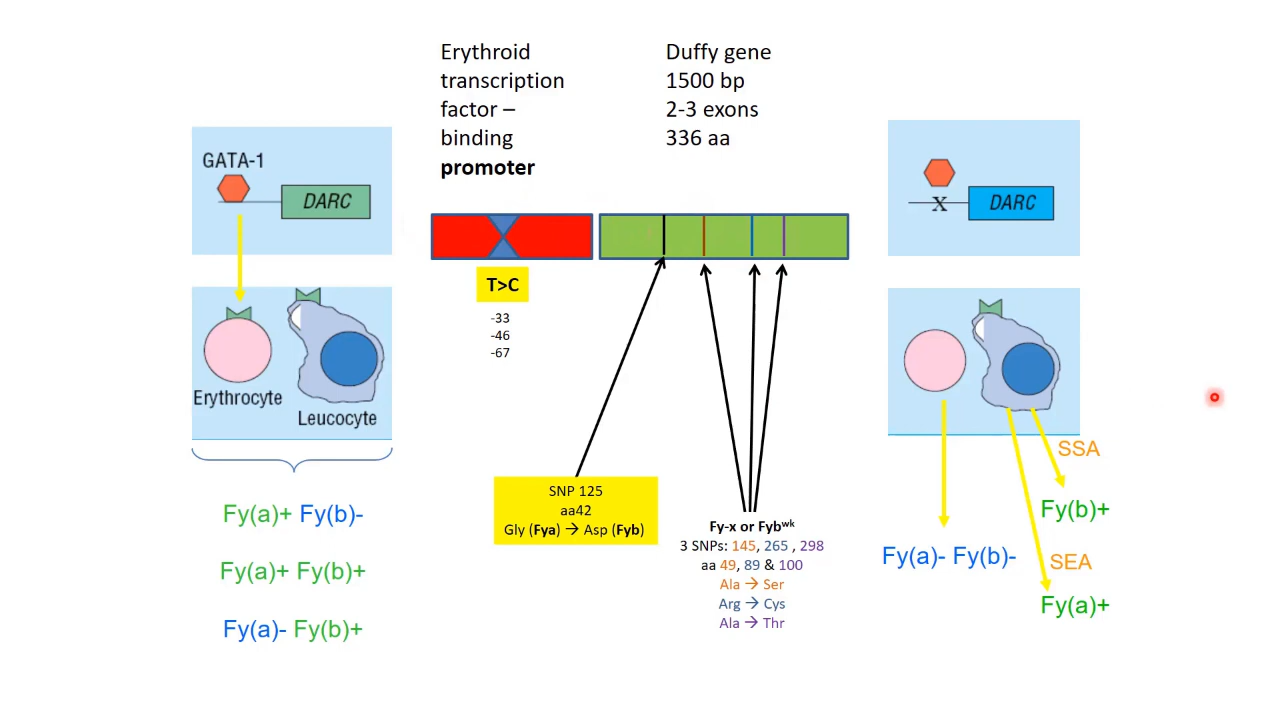 Erythroid
transcription
factor –
binding
promoter
Duffy gene
1500 bp
2-3 exons
336 aa
GATA-1
DARC
Erythrocyte
Leucocyte
Fy(a)+ Fy(b)-
Fy(a)+ Fy(b)+
Fy(a)- Fy(b)+
T>C
-33
-46
-67
SNP 125
aa42
Gly (Fya) → Asp (Fyb)
Fy-x or Fybʷᵏ
3 SNPs: 145, 265 , 298
aa 49, 89 & 100
Ala → Ser
Arg → Cys
Ala → Thr
X
DARC
SSA
Fy(b)+
Fy(a)- Fy(b)-
SEA
Fy(a)+